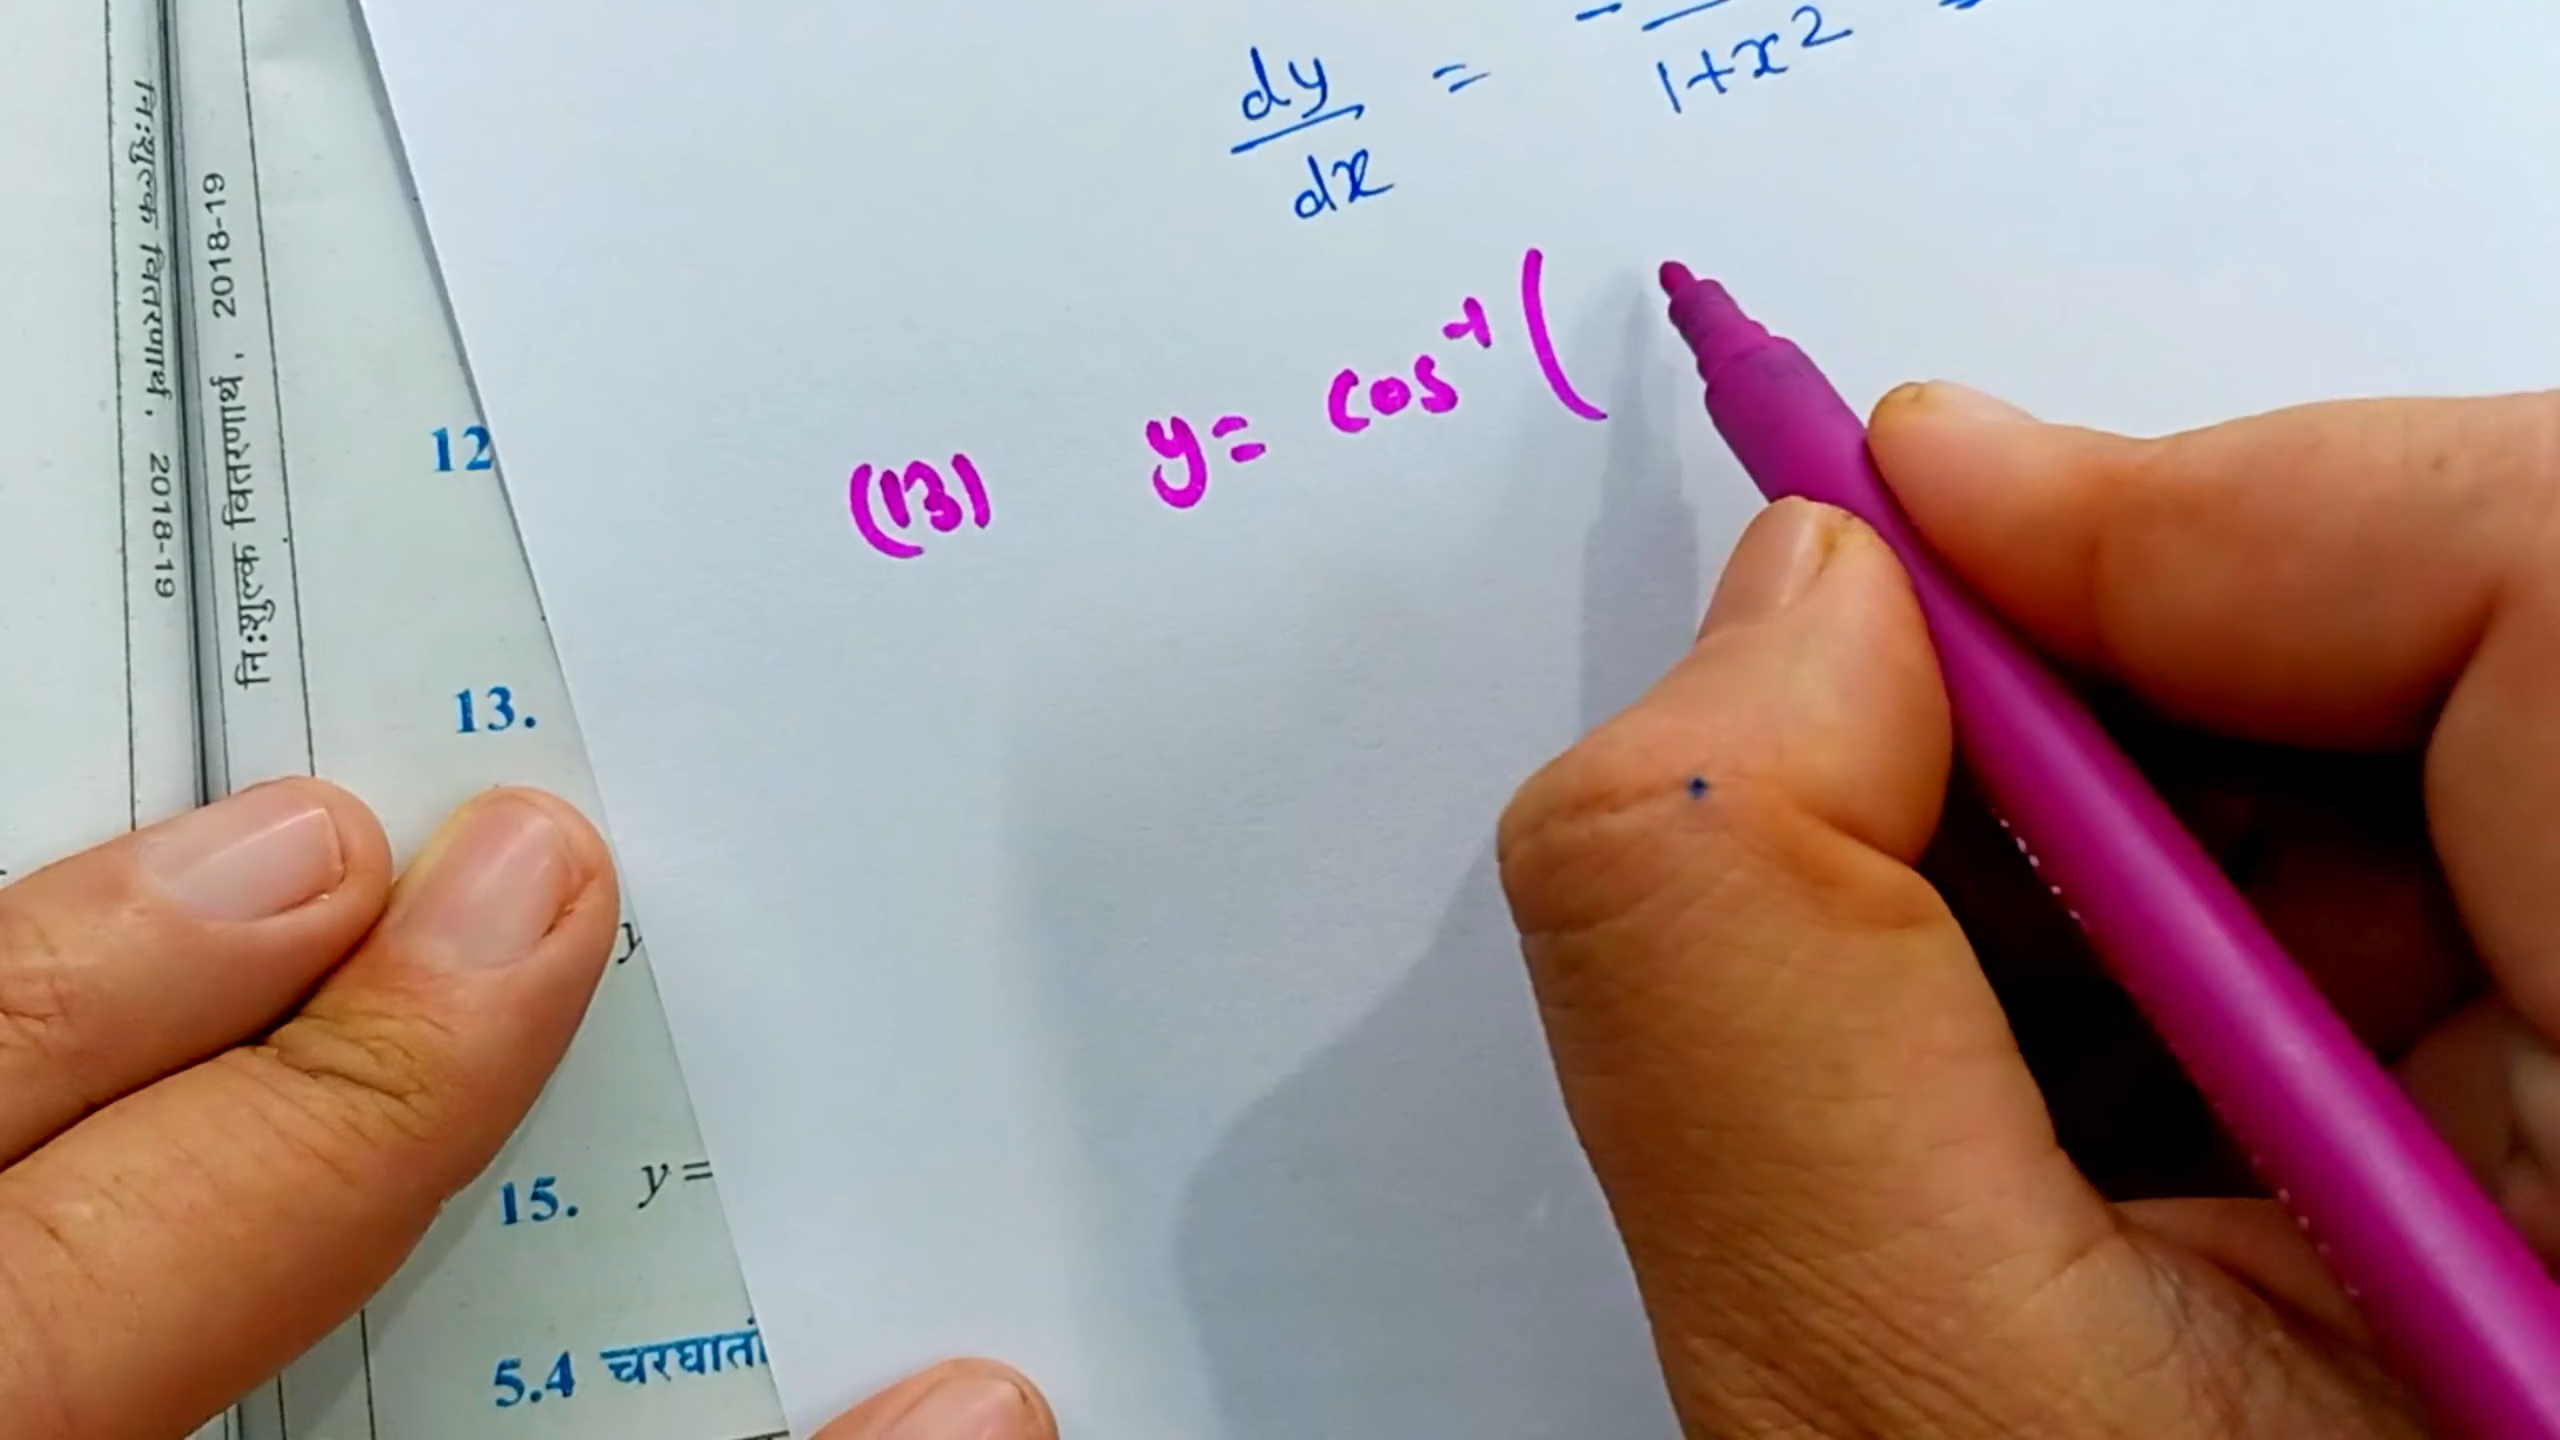 निःशुल्क वितरणार्थ, 2018-19
निःशुल्क वितरणार्थ, 2018-19
dy/dx = - /1+x²
12
(13) y = cos⁻¹ (
13.
y
15. y =
5.4 चरघातां